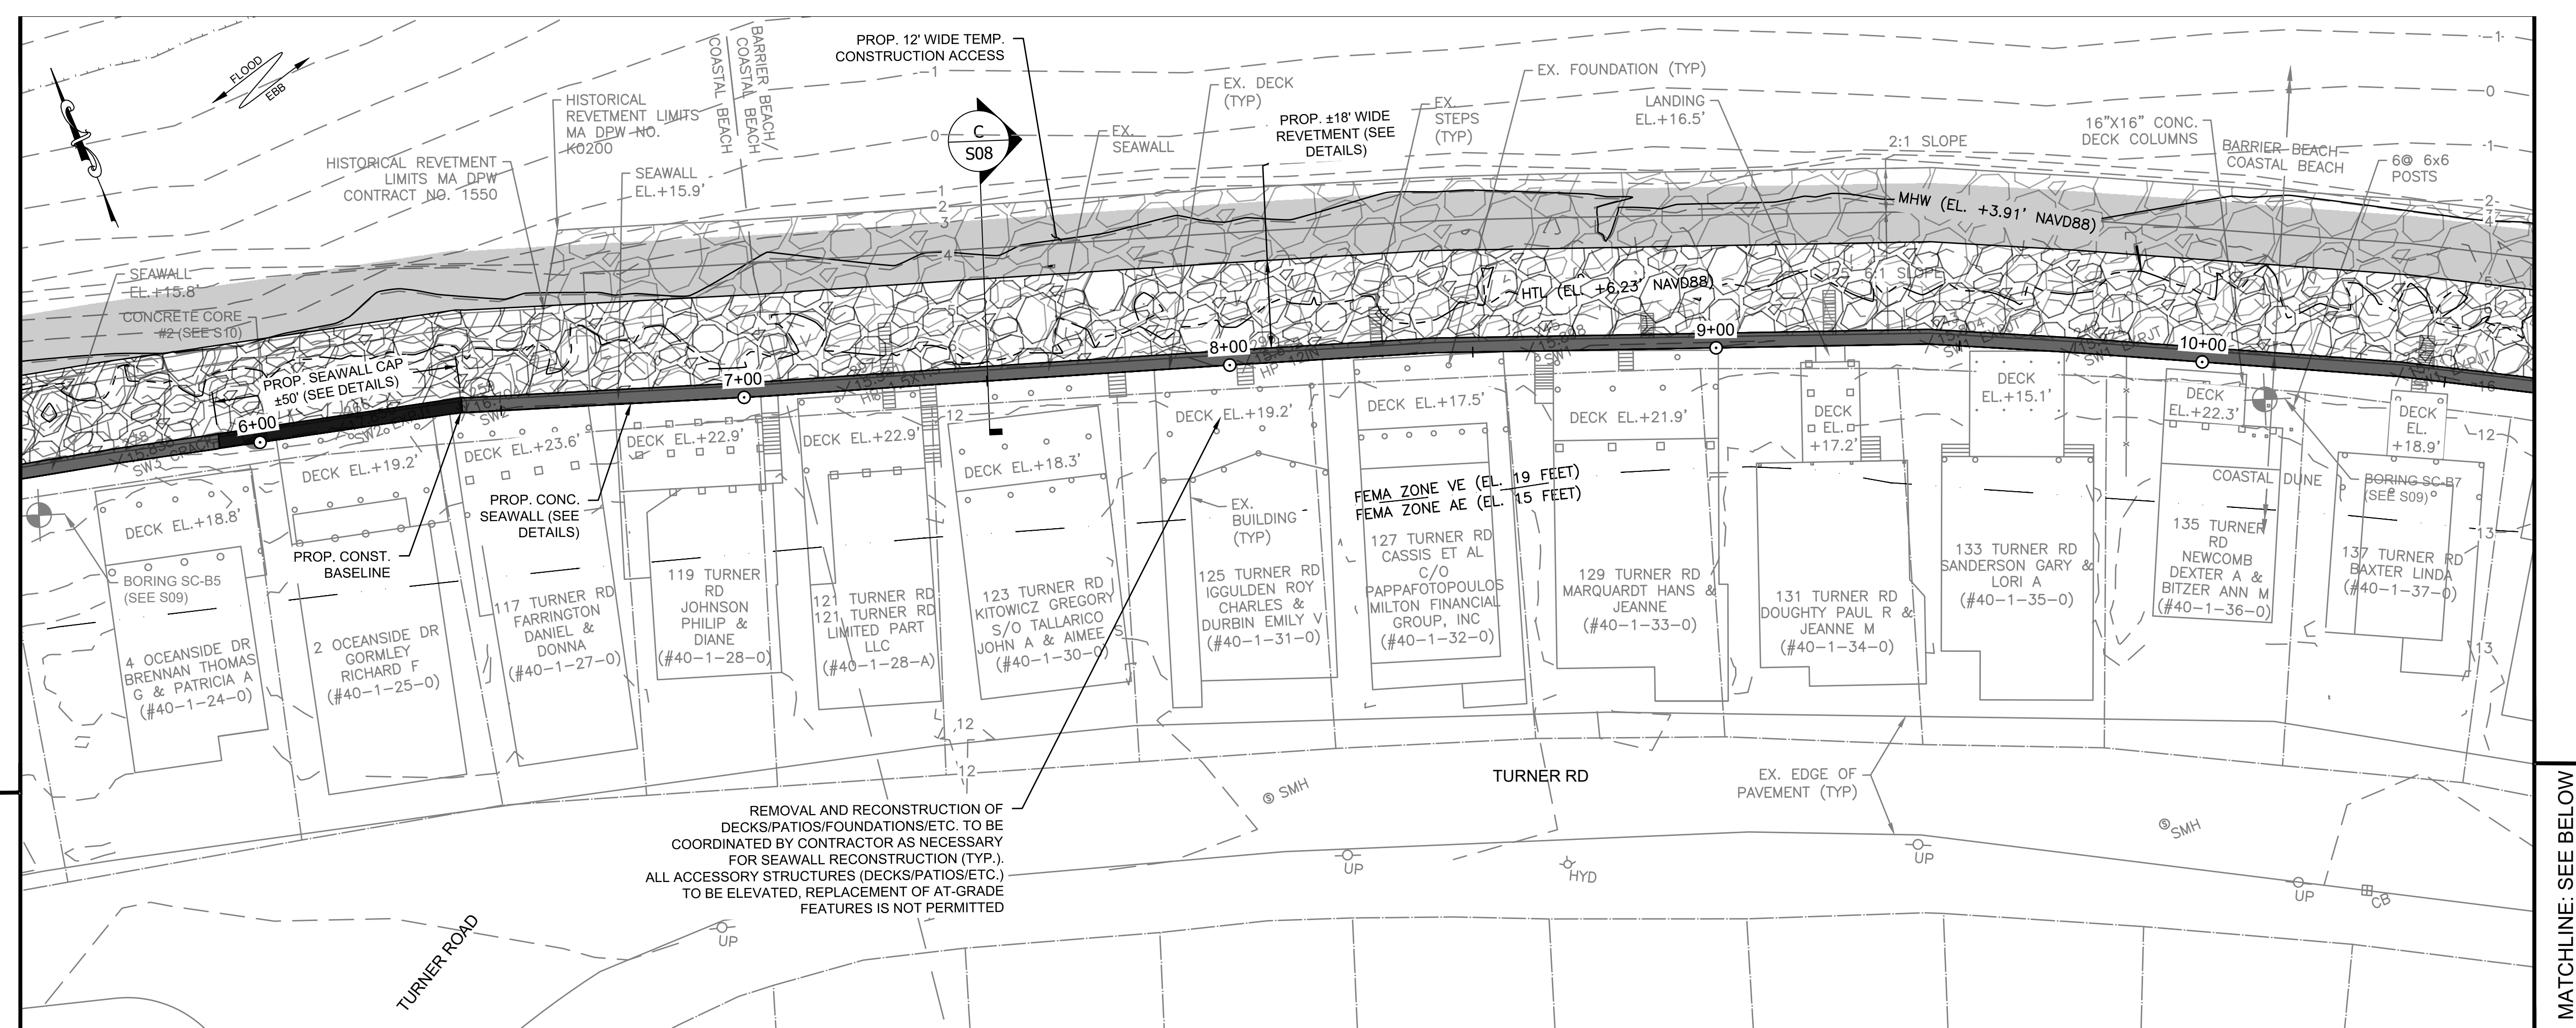 FLOOD
EBB
BARRIER BEACH/
COASTAL BEACH
COASTAL BEACH
PROP. 12' WIDE TEMP.
CONSTRUCTION ACCESS
-1
0
C
S08
HISTORICAL
REVETMENT LIMITS
MA DPW NO.
K0200
HISTORICAL REVETMENT
LIMITS MA DPW
CONTRACT NO. 1550
SEAWALL
EL.+15.9'
EX. DECK
(TYP)
EX.
SEAWALL
PROP. ±18' WIDE
REVETMENT (SEE
DETAILS)
EX.
STEPS
(TYP)
EX. FOUNDATION (TYP)
LANDING
EL.+16.5'
2:1 SLOPE
16"X16" CONC.
DECK COLUMNS
BARRIER BEACH
COASTAL BEACH
6@ 6x6
POSTS
-1
0
-1
1
2
3
4
MHW (EL. +3.91' NAVD88)
HTL (EL. +6.23' NAVD88)
SEAWALL
EL.+15.8'
CONCRETE CORE
#2 (SEE S10)
PROP. SEAWALL CAP
±50' (SEE DETAILS)
6+00
7+00
8+00
9+00
10+00
16
12
12
13
13
DECK EL.+18.8'
DECK EL.+19.2'
DECK EL.+23.6'
DECK EL.+22.9'
DECK EL.+22.9'
DECK EL.+18.3'
DECK EL.+19.2'
DECK EL.+17.5'
DECK EL.+21.9'
DECK
EL.
+17.2'
DECK
EL.+15.1'
DECK
EL.+22.3'
DECK
EL.
+18.9'
PROP. CONC.
SEAWALL (SEE
DETAILS)
PROP. CONST.
BASELINE
BORING SC-B5
(SEE S09)
EX.
BUILDING
(TYP)
FEMA ZONE VE (EL. 19 FEET)
FEMA ZONE AE (EL. 15 FEET)
COASTAL DUNE
BORING SC-B7
(SEE S09)
4 OCEANSIDE DR
BRENNAN THOMAS
G & PATRICIA A
(#40-1-24-0)
2 OCEANSIDE DR
GORMLEY
RICHARD F
(#40-1-25-0)
117 TURNER RD
FARRINGTON
DANIEL &
DONNA
(#40-1-27-0)
119 TURNER
RD
JOHNSON
PHILIP &
DIANE
(#40-1-28-0)
121 TURNER RD
121 TURNER RD
LIMITED PART
LLC
(#40-1-28-A)
123 TURNER RD
KITOWICZ GREGORY
S/O TALLARICO
JOHN A & AIMEE S
(#40-1-30-0)
125 TURNER RD
IGGULDEN ROY
CHARLES &
DURBIN EMILY V
(#40-1-31-0)
127 TURNER RD
CASSIS ET AL
C/O
PAPPAFOTOPOULOS
MILTON FINANCIAL
GROUP, INC
(#40-1-32-0)
129 TURNER RD
MARQUARDT HANS &
JEANNE
(#40-1-33-0)
131 TURNER RD
DOUGHTY PAUL R &
JEANNE M
(#40-1-34-0)
133 TURNER RD
SANDERSON GARY &
LORI A
(#40-1-35-0)
135 TURNER
RD
NEWCOMB
DEXTER A &
BITZER ANN M
(#40-1-36-0)
137 TURNER RD
BAXTER LINDA
(#40-1-37-0)
12
12
REMOVAL AND RECONSTRUCTION OF
DECKS/PATIOS/FOUNDATIONS/ETC. TO BE
COORDINATED BY CONTRACTOR AS NECESSARY
FOR SEAWALL RECONSTRUCTION (TYP.).
ALL ACCESSORY STRUCTURES (DECKS/PATIOS/ETC.)
TO BE ELEVATED, REPLACEMENT OF AT-GRADE
FEATURES IS NOT PERMITTED
TURNER RD
EX. EDGE OF
PAVEMENT (TYP)
SMH
SMH
UP
HYD
UP
UP
CB
UP
TURNER ROAD
MATCHLINE: SEE BELOW